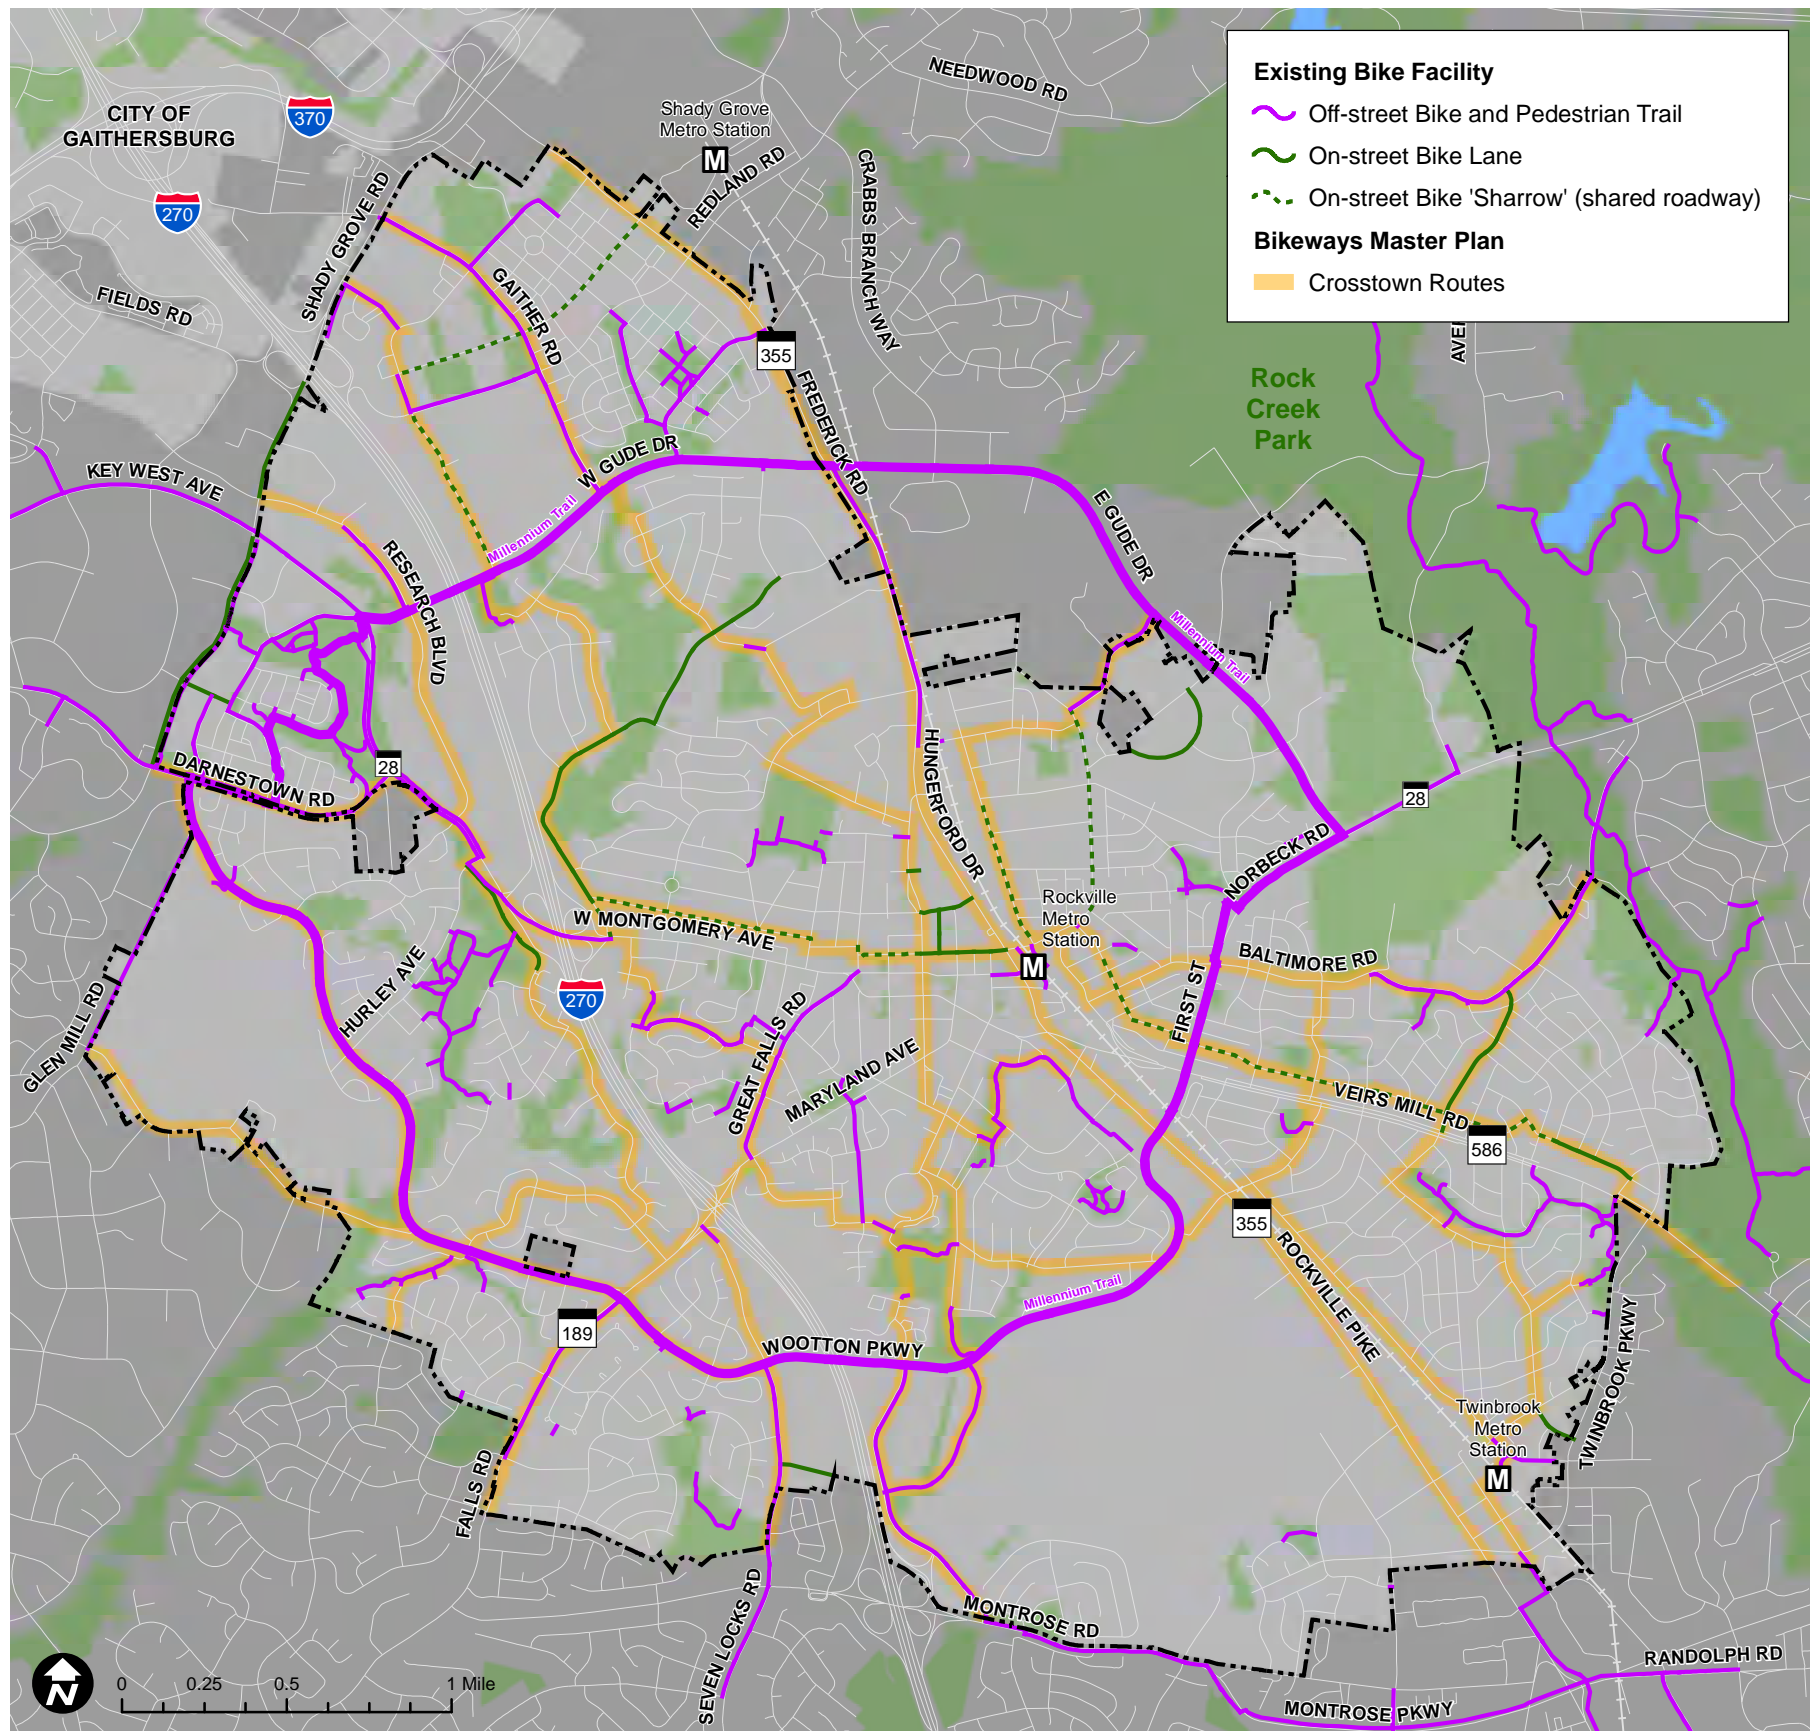 Existing Bike Facility
Off-street Bike and Pedestrian Trail
On-street Bike Lane
On-street Bike 'Sharrow' (shared roadway)
Bikeways Master Plan
Crosstown Routes
CITY OF
GAITHERSBURG
370
270
Shady Grove
Metro Station
M
NEEDWOOD RD
REDLAND RD
CRABBS BRANCH WAY
SHADY GROVE RD
FIELDS RD
GAITHER RD
355
FREDERICK RD
AVE
Rock
Creek
Park
KEY WEST AVE
W GUDE DR
Millennium Trail
E GUDE DR
RESEARCH BLVD
Millennium Trail
DARNESTOWN RD
28
HUNGERFORD DR
28
NORBECK RD
W MONTGOMERY AVE
Rockville
Metro
Station
M
BALTIMORE RD
HURLEY AVE
270
FIRST ST
GLEN MILL RD
GREAT FALLS RD
MARYLAND AVE
VEIRS MILL RD
586
355
ROCKVILLE PIKE
Millennium Trail
189
WOOTTON PKWY
TWINBROOK PKWY
Twinbrook
Metro
Station
M
FALLS RD
SEVEN LOCKS RD
MONTROSE RD
RANDOLPH RD
MONTROSE PKWY
N
0 0.25 0.5 1 Mile